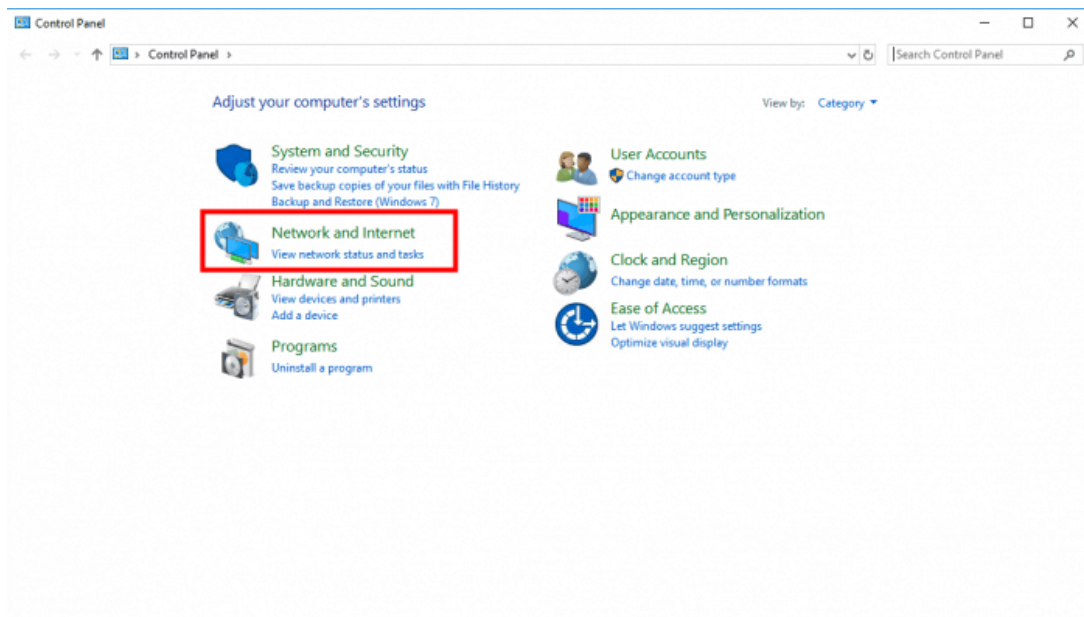 Control Panel
Control Panel
Search Control Panel
Adjust your computer's settings
View by: Category
System and Security
Review your computer's status
Save backup copies of your files with File History
Backup and Restore (Windows 7)
Network and Internet
View network status and tasks
Hardware and Sound
View devices and printers
Add a device
Programs
Uninstall a program
User Accounts
Change account type
Appearance and Personalization
Clock and Region
Change date, time, or number formats
Ease of Access
Let Windows suggest settings
Optimize visual display